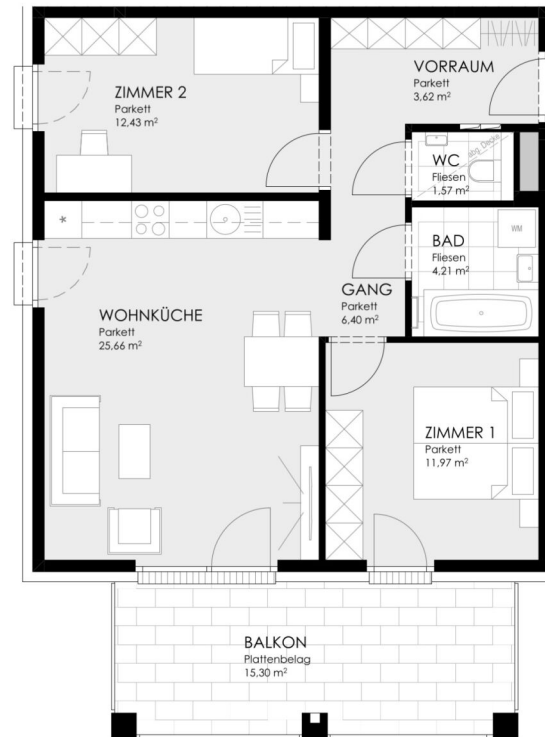 ZIMMER 2
Parkett
12,43 m²
VORRAUM
Parkett
3,62 m²
WC
Fliesen
1,57 m²
abg. Decke
BAD
Fliesen
4,21 m²
WM
GANG
Parkett
6,40 m²
*
WOHNKÜCHE
Parkett
25,66 m²
ZIMMER 1
Parkett
11,97 m²
BALKON
Plattenbelag
15,30 m²